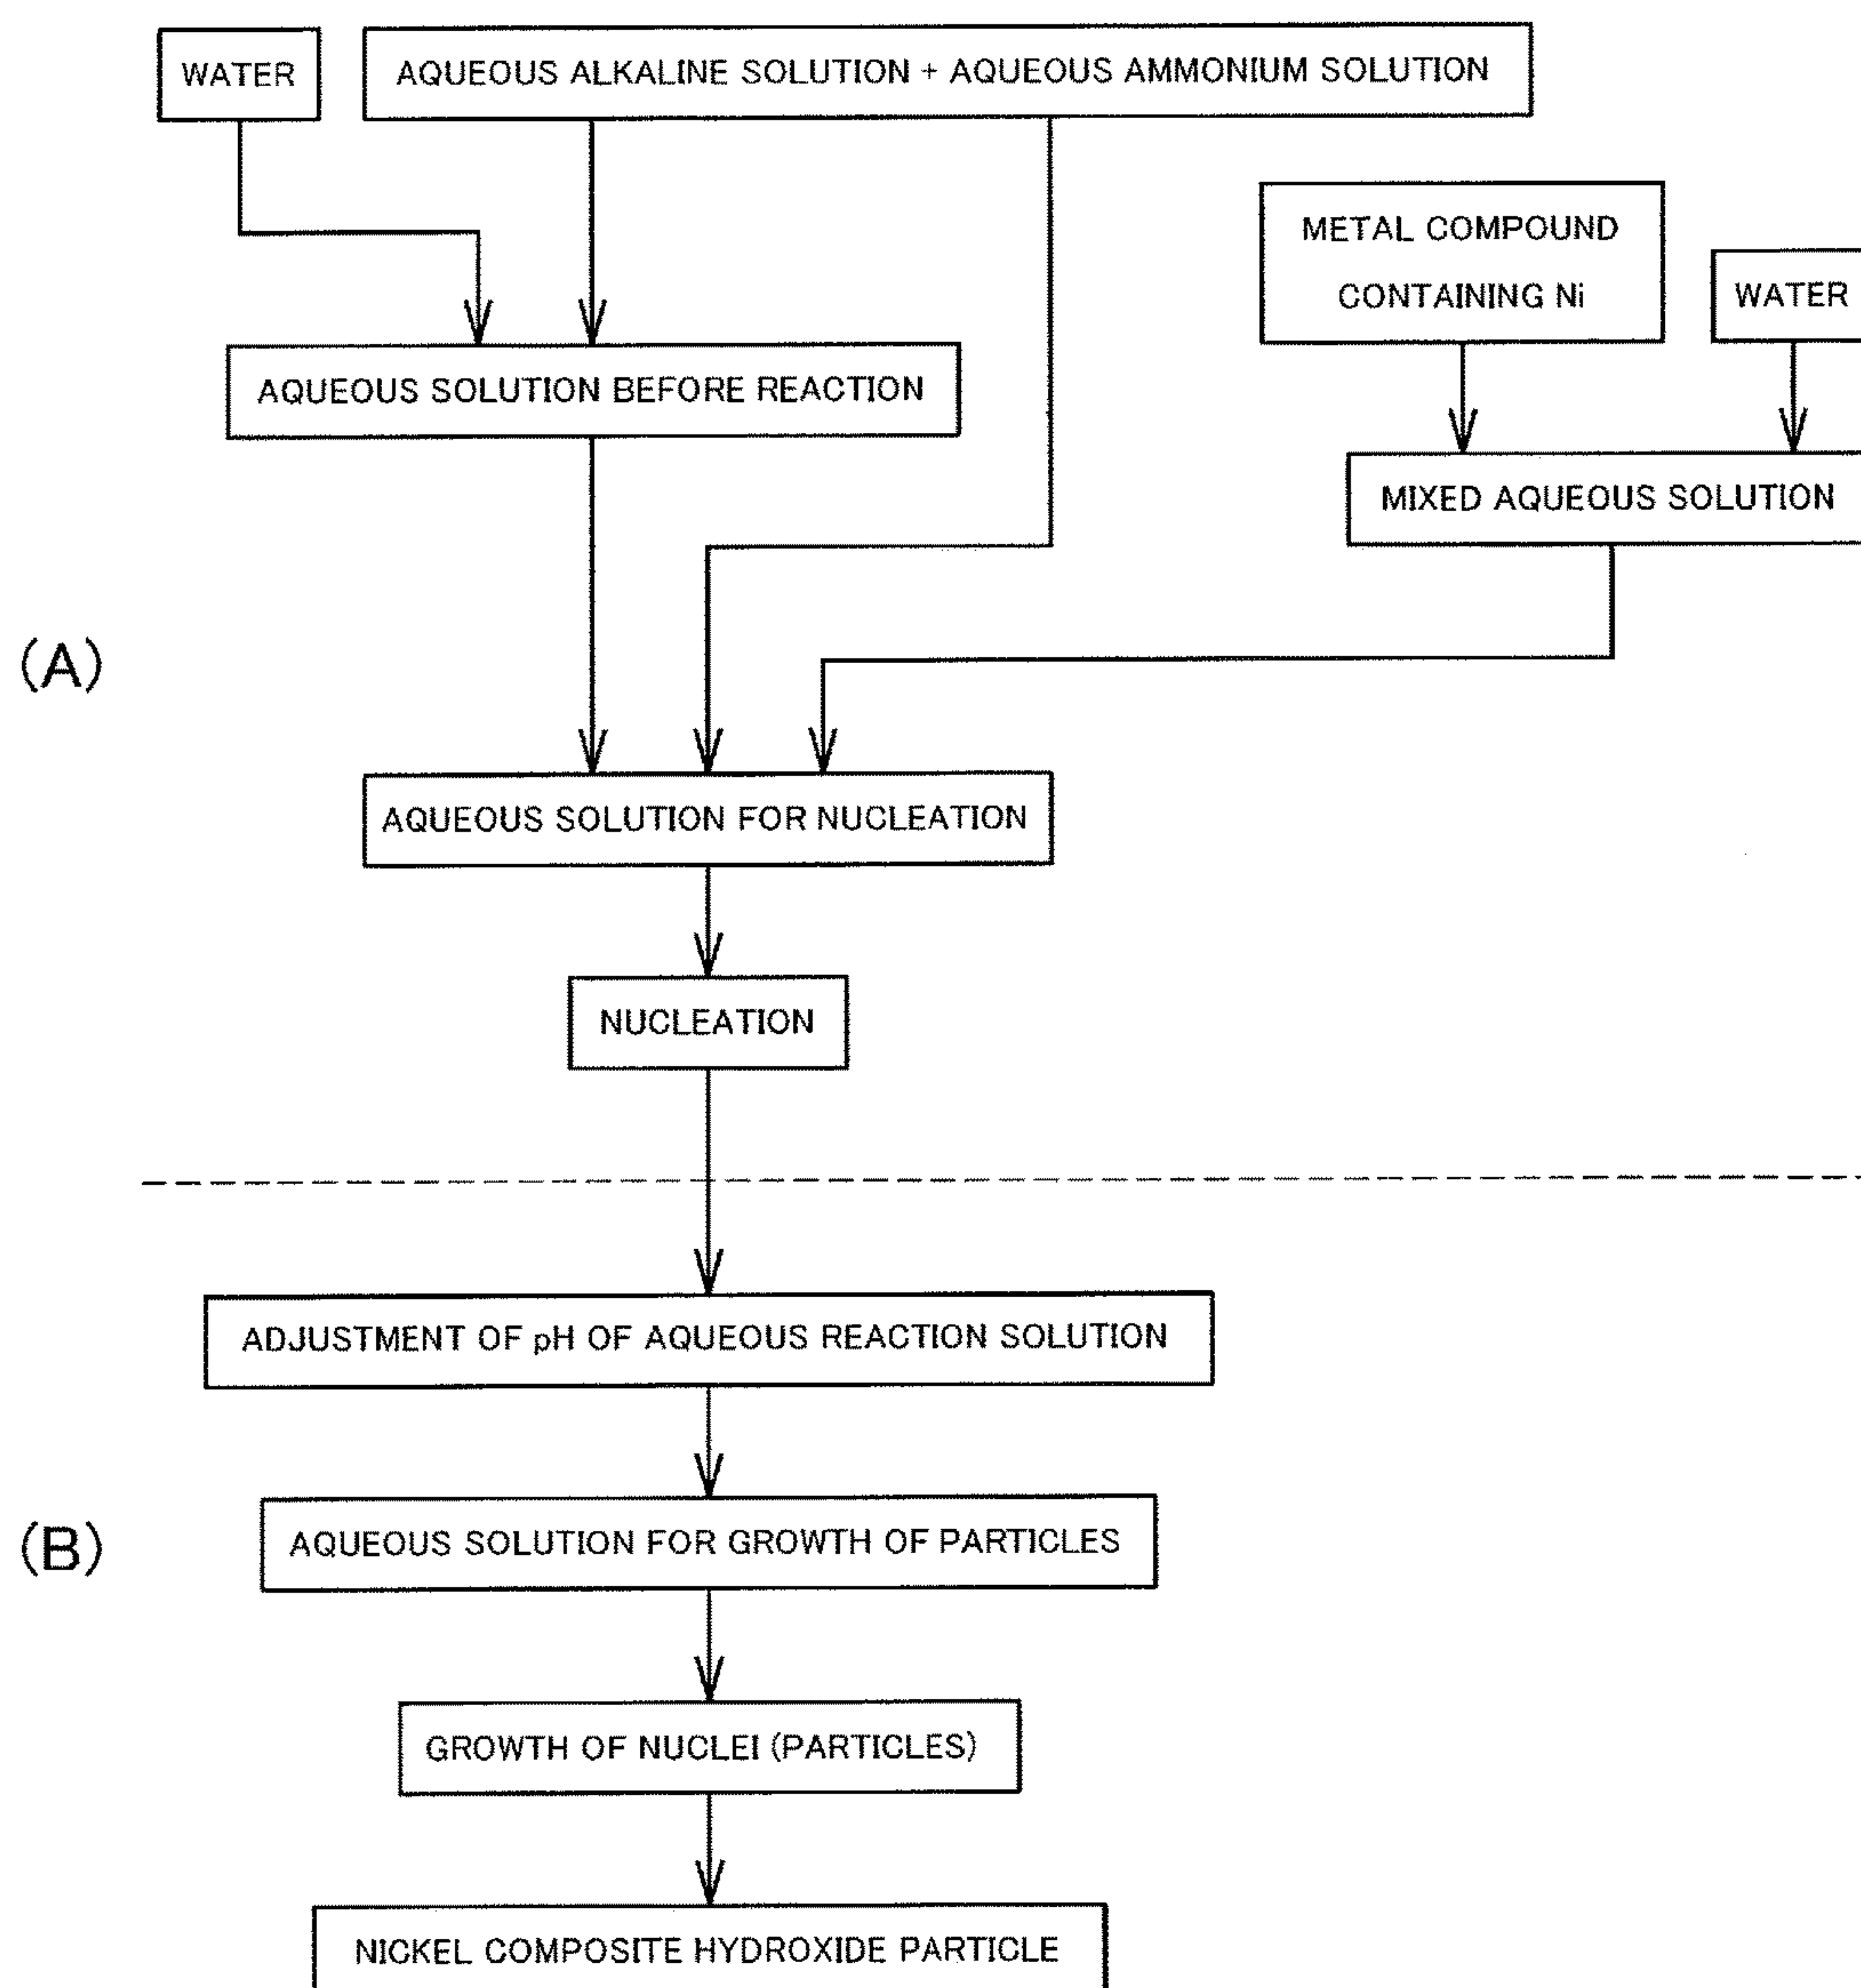 WATER
AQUEOUS ALKALINE SOLUTION + AQUEOUS AMMONIUM SOLUTION
METAL COMPOUND
CONTAINING Ni
WATER
AQUEOUS SOLUTION BEFORE REACTION
MIXED AQUEOUS SOLUTION
(A)
AQUEOUS SOLUTION FOR NUCLEATION
NUCLEATION
ADJUSTMENT OF pH OF AQUEOUS REACTION SOLUTION
(B)
AQUEOUS SOLUTION FOR GROWTH OF PARTICLES
GROWTH OF NUCLEI (PARTICLES)
NICKEL COMPOSITE HYDROXIDE PARTICLE